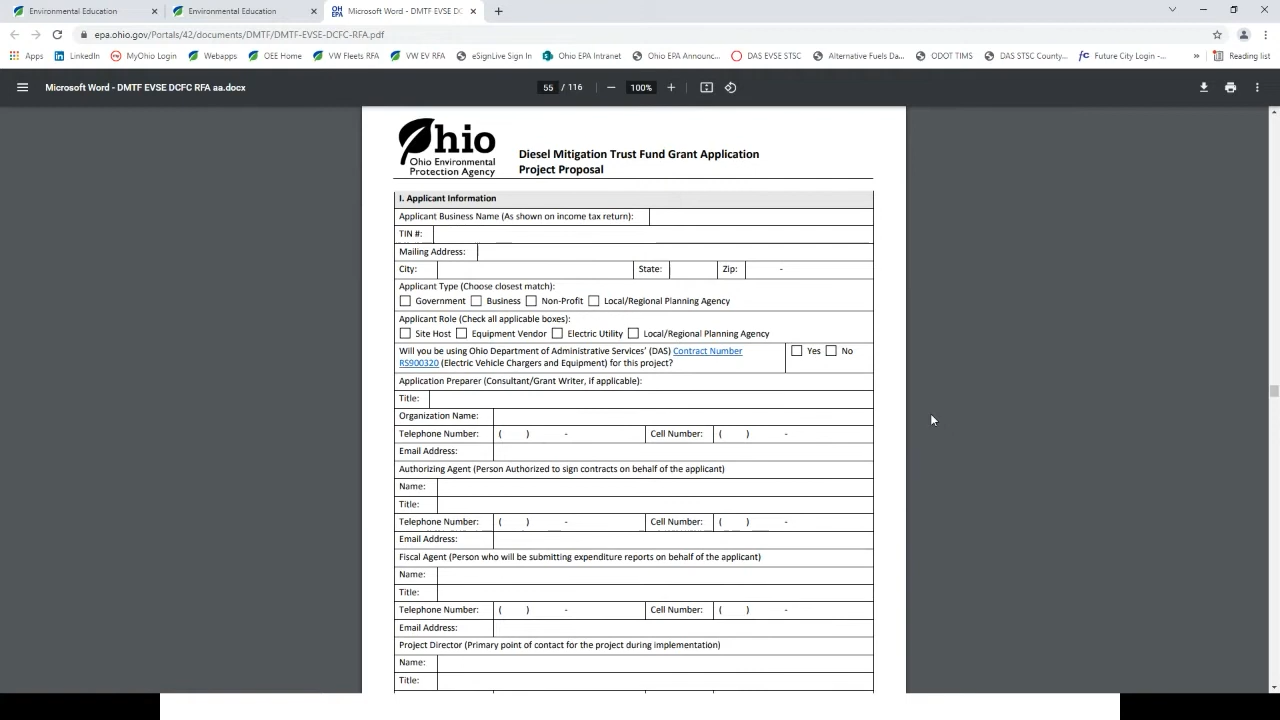 Environmental Education
Environmental Education
OH EPA Microsoft Word - DMTF EVSE DC
epa.ohio.gov/Portals/42/documents/DMTF/DMTF-EVSE-DCFC-RFA.pdf
Apps LinkedIn MyOhio Login Webapps OEE Home VW Fleets RFA VW EV RFA eSignLive Sign In Ohio EPA Intranet Ohio EPA Announc... DAS EVSE STSC Alternative Fuels Da... ODOT TIMS DAS STSC County... Future City Login -... » Reading list
Microsoft Word - DMTF EVSE DCFC RFA aa.docx
55 / 116
100%
Ohio
Ohio Environmental
Protection Agency
Diesel Mitigation Trust Fund Grant Application
Project Proposal
I. Applicant Information
Applicant Business Name (As shown on income tax return):
TIN #:
Mailing Address:
City: State: Zip: -
Applicant Type (Choose closest match):
Government Business Non-Profit Local/Regional Planning Agency
Applicant Role (Check all applicable boxes):
Site Host Equipment Vendor Electric Utility Local/Regional Planning Agency
Will you be using Ohio Department of Administrative Services' (DAS) Contract Number Yes No
RS900320 (Electric Vehicle Chargers and Equipment) for this project?
Application Preparer (Consultant/Grant Writer, if applicable):
Title:
Organization Name:
Telephone Number: ( ) - Cell Number: ( ) -
Email Address:
Authorizing Agent (Person Authorized to sign contracts on behalf of the applicant)
Name:
Title:
Telephone Number: ( ) - Cell Number: ( ) -
Email Address:
Fiscal Agent (Person who will be submitting expenditure reports on behalf of the applicant)
Name:
Title:
Telephone Number: ( ) - Cell Number: ( ) -
Email Address:
Project Director (Primary point of contact for the project during implementation)
Name:
Title: